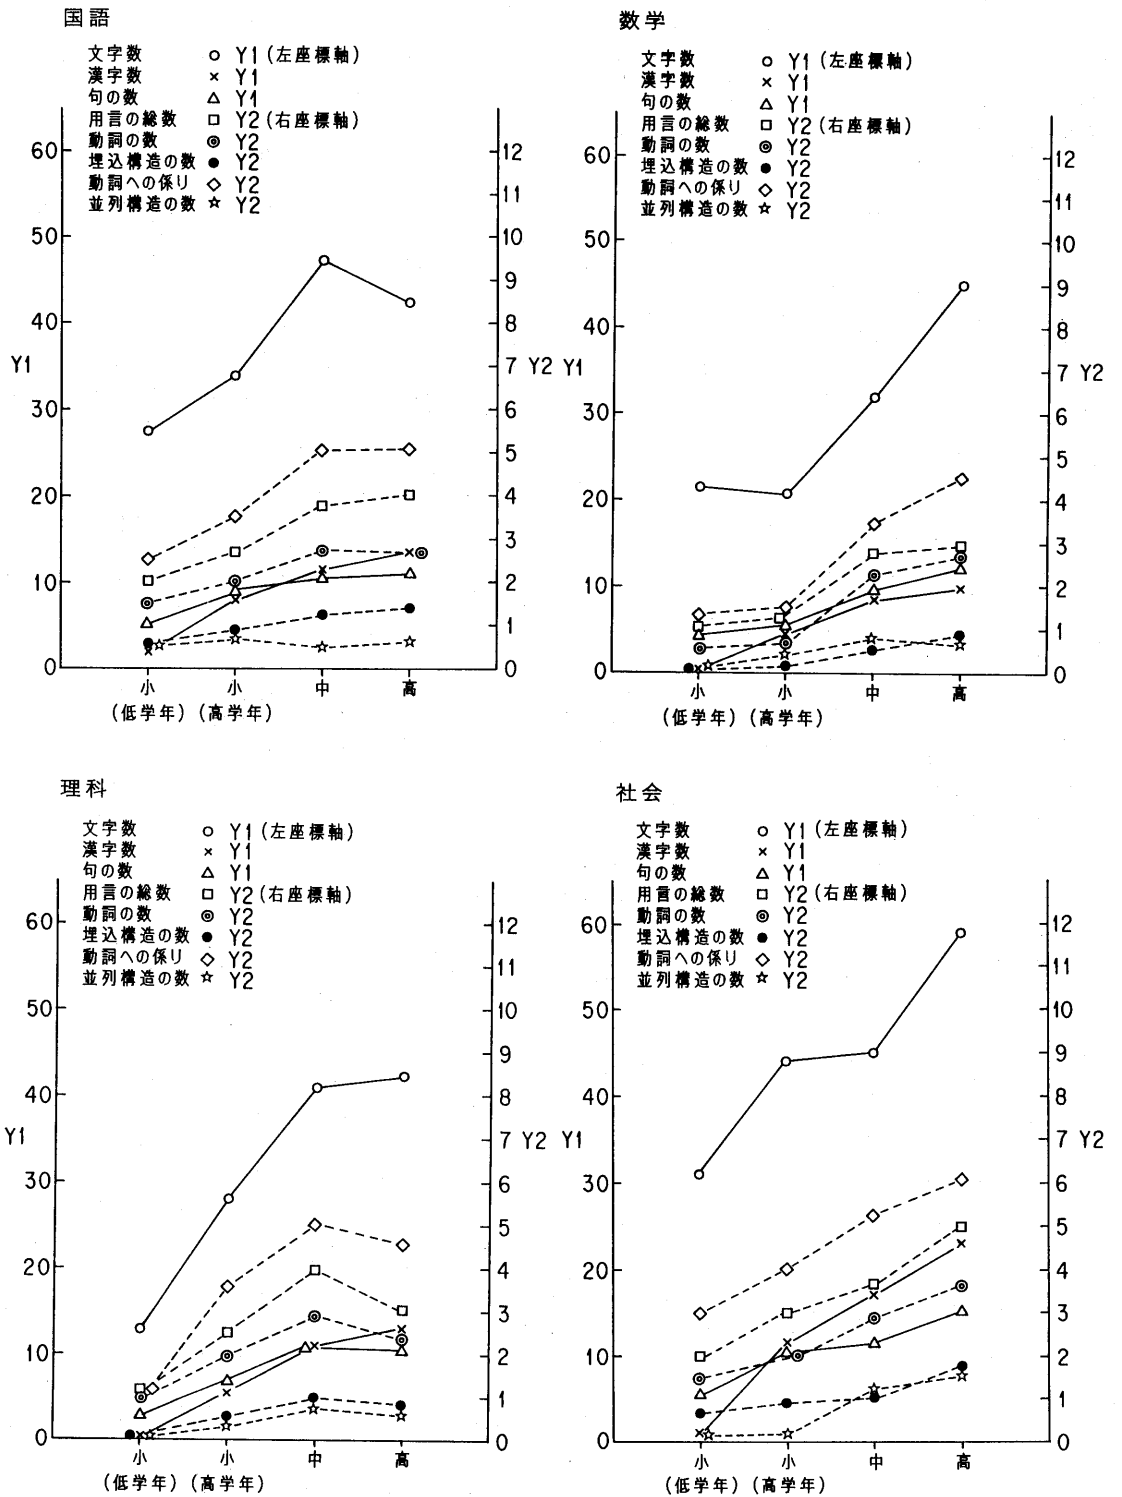 国語
文字数 ○ Y1(左座標軸)
漢字数 × Y1
句の数 △ Y1
用言の総数 □ Y2(右座標軸)
動詞の数 ◎ Y2
埋込構造の数 ● Y2
動詞への係り ◇ Y2
並列構造の数 ☆ Y2
60
50
40
Y1
30
20
10
0
12
11
10
9
8
7 Y2
6
5
4
3
2
1
0
小 小 中 高
(低学年) (高学年)
数学
文字数 ○ Y1(左座標軸)
漢字数 × Y1
句の数 △ Y1
用言の総数 □ Y2(右座標軸)
動詞の数 ◎ Y2
埋込構造の数 ● Y2
動詞への係り ◇ Y2
並列構造の数 ☆ Y2
60
50
40
Y1
30
20
10
0
12
11
10
9
8
7 Y2
6
5
4
3
2
1
0
小 小 中 高
(低学年) (高学年)
理科
文字数 ○ Y1(左座標軸)
漢字数 × Y1
句の数 △ Y1
用言の総数 □ Y2(右座標軸)
動詞の数 ◎ Y2
埋込構造の数 ● Y2
動詞への係り ◇ Y2
並列構造の数 ☆ Y2
60
50
40
Y1
30
20
10
0
12
11
10
9
8
7 Y2
6
5
4
3
2
1
0
小 小 中 高
(低学年) (高学年)
社会
文字数 ○ Y1(左座標軸)
漢字数 × Y1
句の数 △ Y1
用言の総数 □ Y2(右座標軸)
動詞の数 ◎ Y2
埋込構造の数 ● Y2
動詞への係り ◇ Y2
並列構造の数 ☆ Y2
60
50
40
Y1
30
20
10
0
12
11
10
9
8
7 Y2
6
5
4
3
2
1
0
小 小 中 高
(低学年) (高学年)